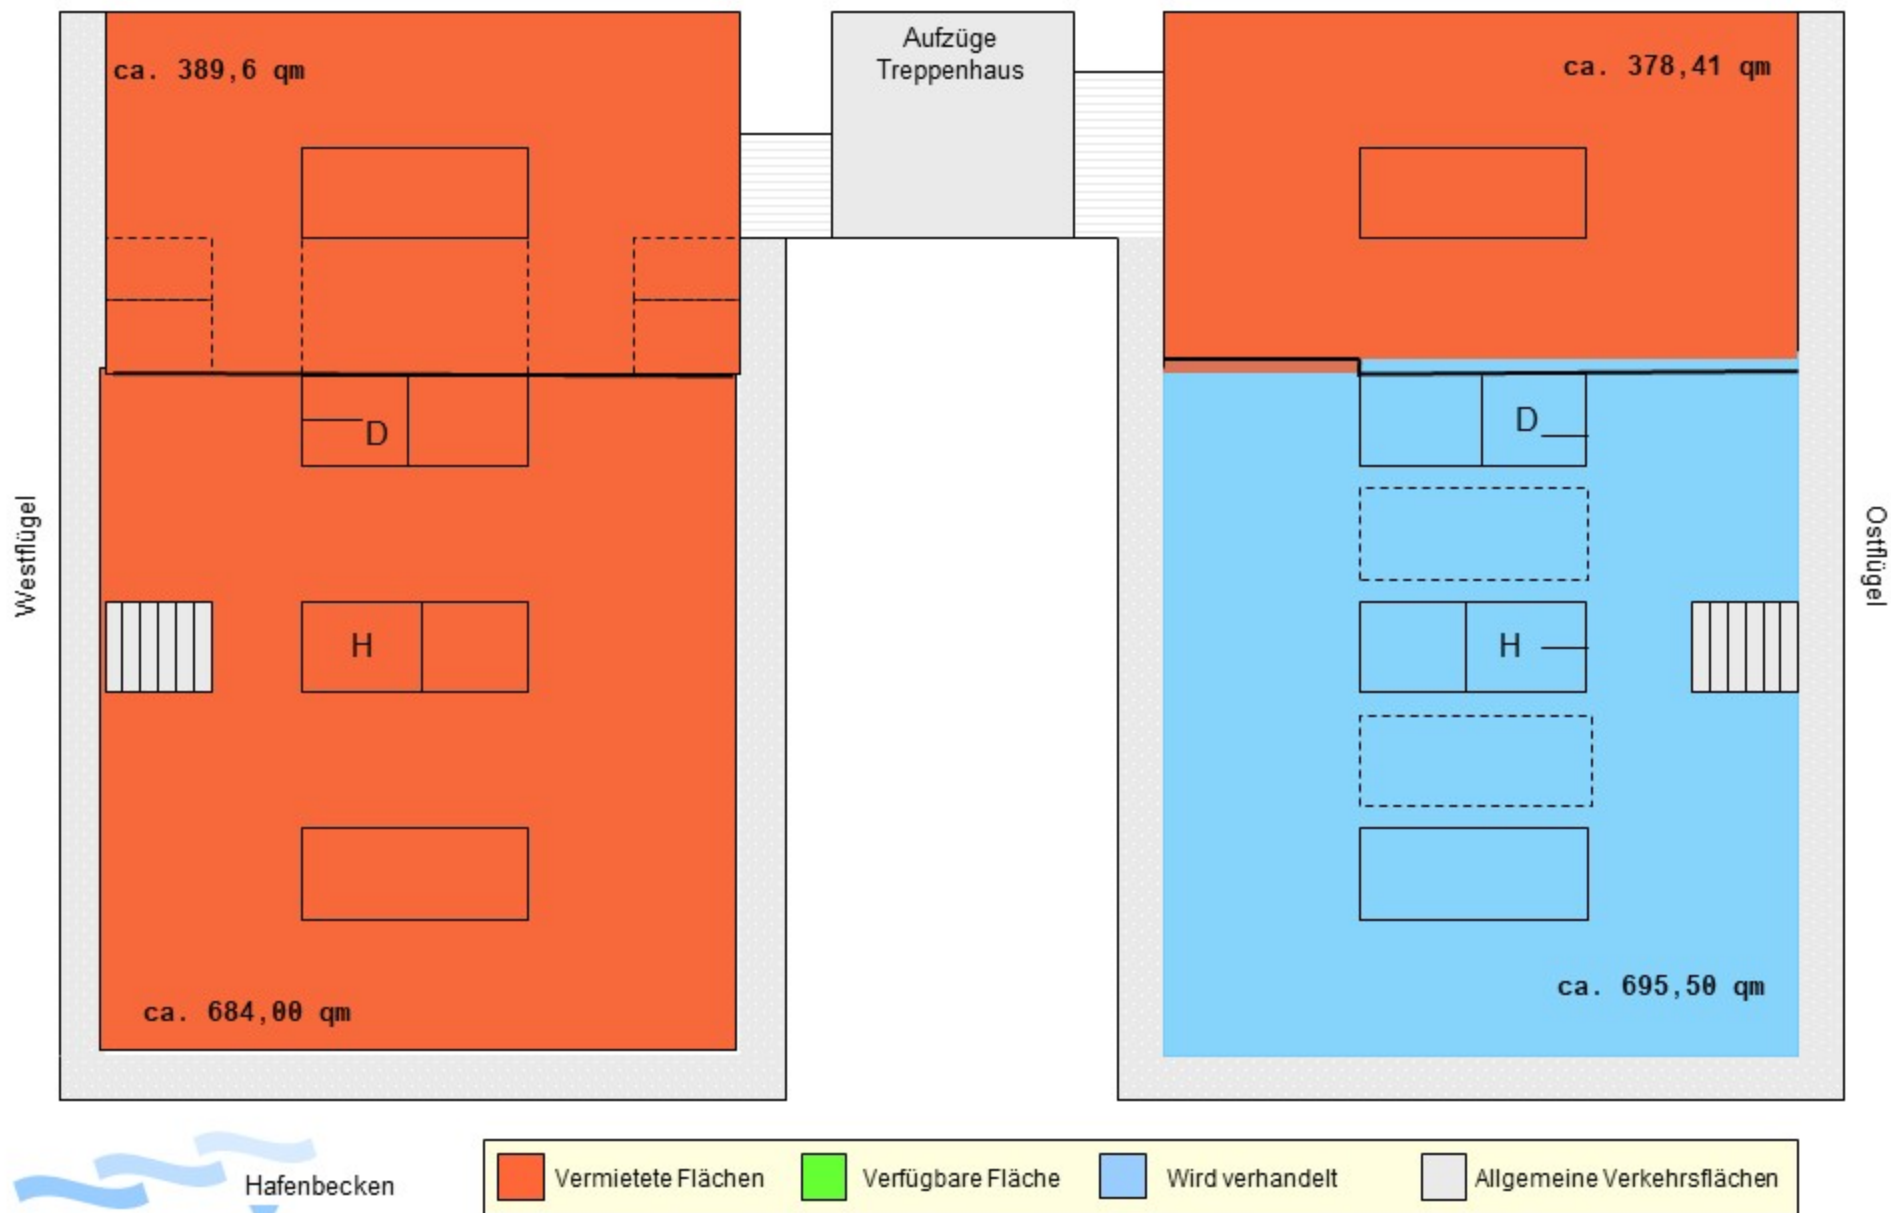 Aufzüge
Treppenhaus
ca. 389,6 qm
ca. 378,41 qm
D
D
Westflügel
Ostflügel
H
H
ca. 684,00 qm
ca. 695,50 qm
Hafenbecken
Vermietete Flächen
Verfügbare Fläche
Wird verhandelt
Allgemeine Verkehrsflächen